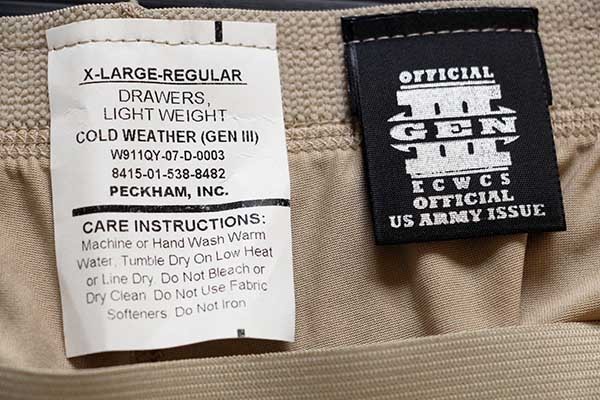 X-LARGE-REGULAR
DRAWERS,
LIGHT WEIGHT
COLD WEATHER (GEN III)
W911QY-07-D-0003
8415-01-538-8482
PECKHAM, INC.
CARE INSTRUCTIONS:
Machine or Hand Wash Warm
Water, Tumble Dry On Low Heat
or Line Dry. Do Not Bleach or
Dry Clean. Do Not Use Fabric
Softeners. Do Not Iron
OFFICIAL
III
GEN
ECWCS
OFFICIAL
US ARMY ISSUE